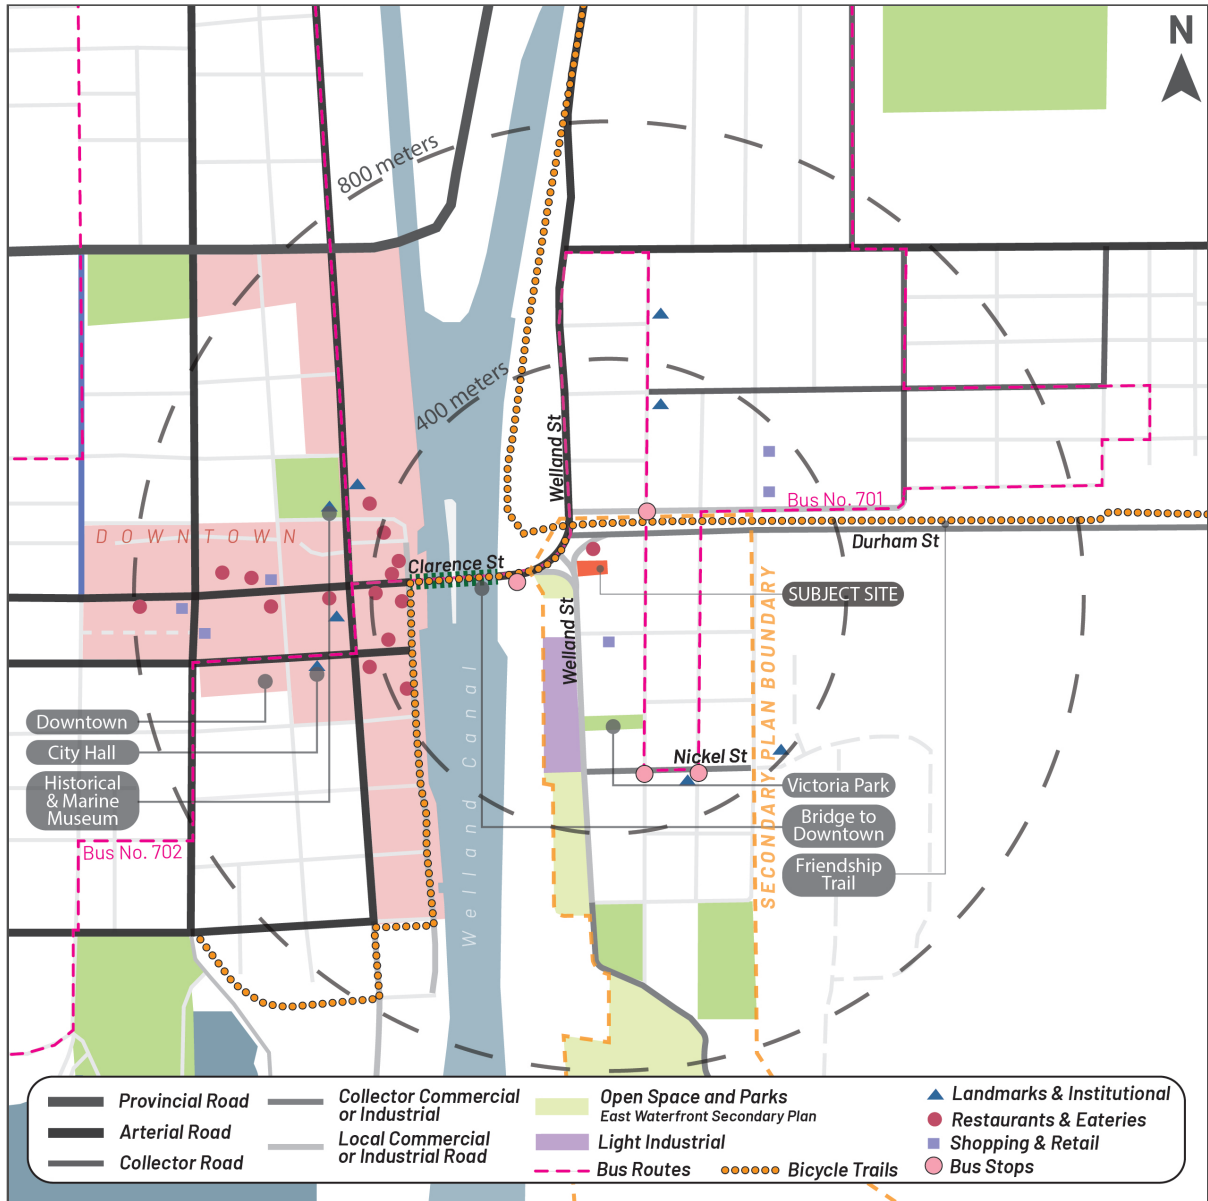 N
800 meters
400 meters
Welland St
Bus No. 701
DOWNTOWN
Durham St
Clarence St
SUBJECT SITE
Welland St
SECONDARY PLAN BOUNDARY
Welland Canal
Downtown
City Hall
Historical
& Marine
Museum
Nickel St
Victoria Park
Bridge to
Downtown
Friendship
Trail
Bus No. 702
Provincial Road
Arterial Road
Collector Road
Collector Commercial
or Industrial
Local Commercial
or Industrial Road
Open Space and Parks
East Waterfront Secondary Plan
Light Industrial
Bus Routes
Bicycle Trails
Landmarks & Institutional
Restaurants & Eateries
Shopping & Retail
Bus Stops